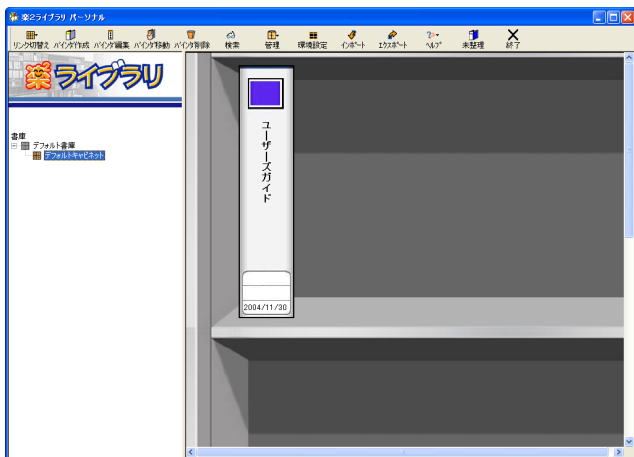 楽2ライブラリ パーソナル
リンク切替え バインダ作成 バインダ編集 バインダ移動 バインダ削除 検索 管理 環境設定 インポート エクスポート ヘルプ 未整理 終了
楽ライブラリ
書庫
デフォルト書庫
デフォルトキャビネット
ユーザーズガイド
2004/11/30